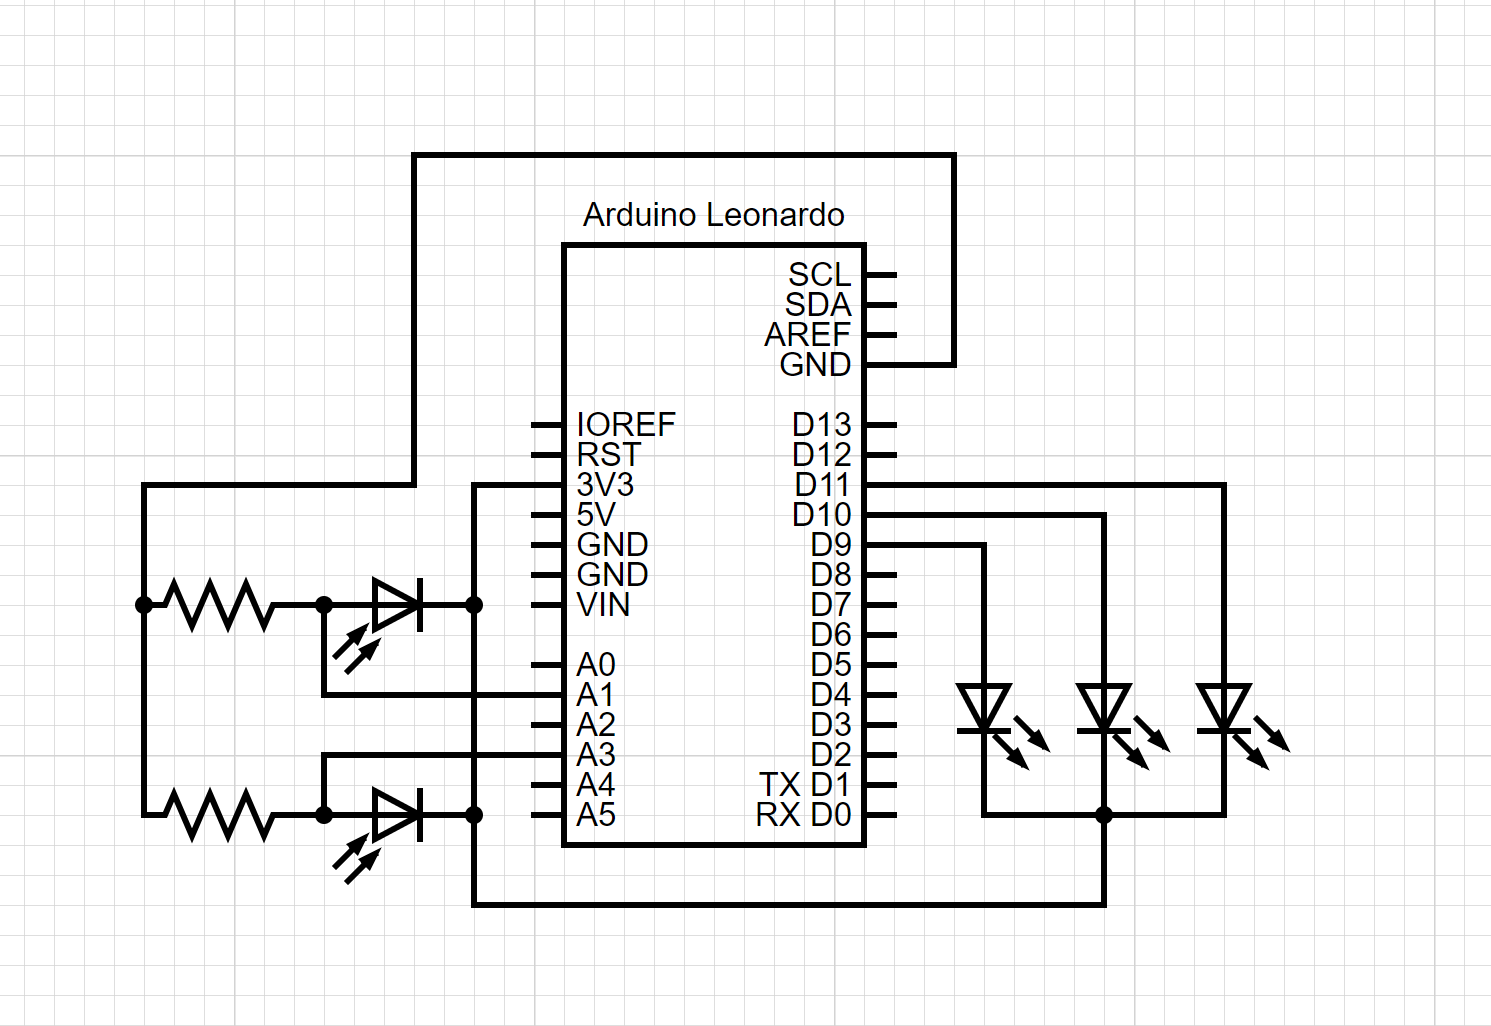 Arduino Leonardo
SCL
SDA
AREF
GND
IOREF
RST
3V3
5V
GND
GND
VIN
A0
A1
A2
A3
A4
A5
D13
D12
D11
D10
D9
D8
D7
D6
D5
D4
D3
D2
TX D1
RX D0